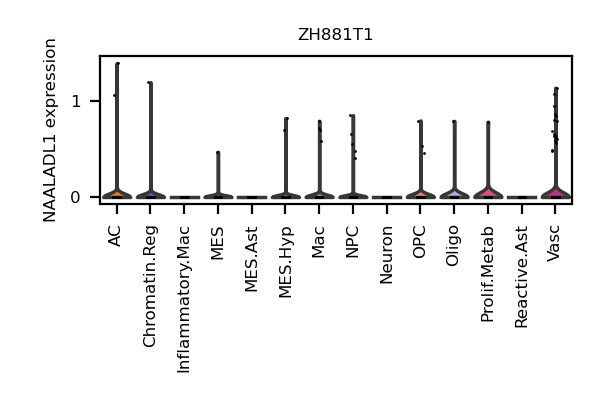 ZH881T1
NAALADL1 expression
1
0
AC
Chromatin.Reg
Inflammatory.Mac
MES
MES.Ast
MES.Hyp
Mac
NPC
Neuron
OPC
Oligo
Prolif.Metab
Reactive.Ast
Vasc